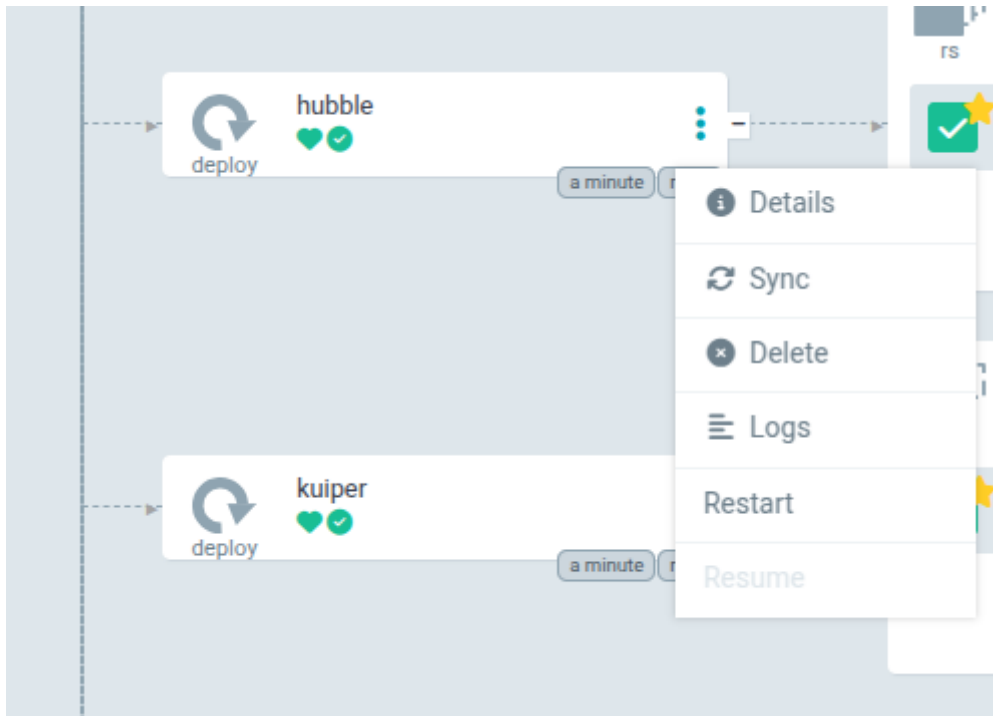 rs
hubble
deploy
a minute
Details
Sync
Delete
Logs
Restart
Resume
kuiper
deploy
a minute